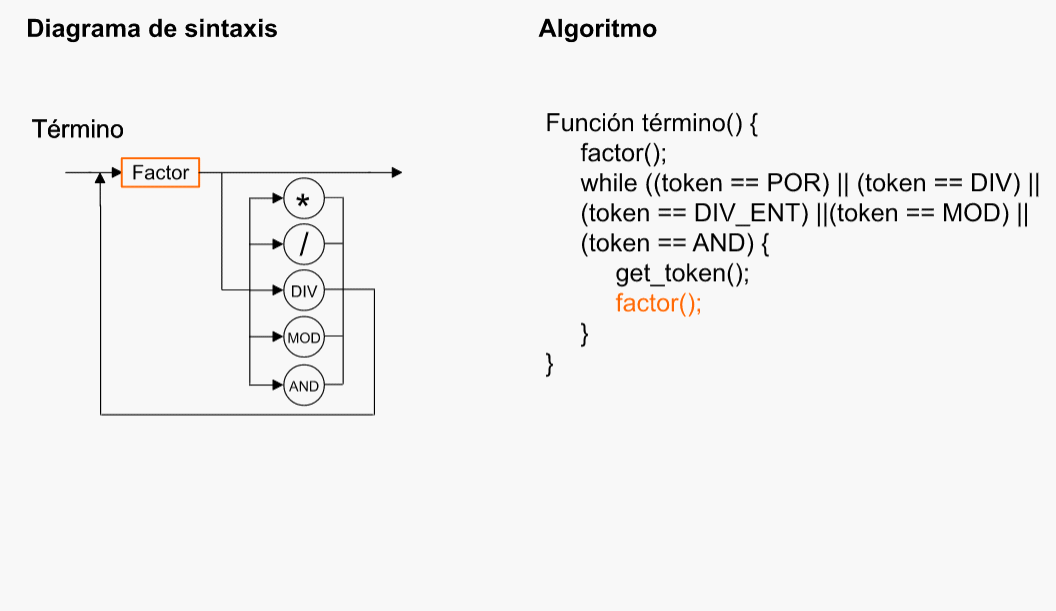 Diagrama de sintaxis
Algoritmo
Término
Factor
*
/
DIV
MOD
AND
Función término() {
factor();
while ((token == POR) || (token == DIV) ||
(token == DIV_ENT) ||(token == MOD) ||
(token == AND) {
get_token();
factor();
}
}